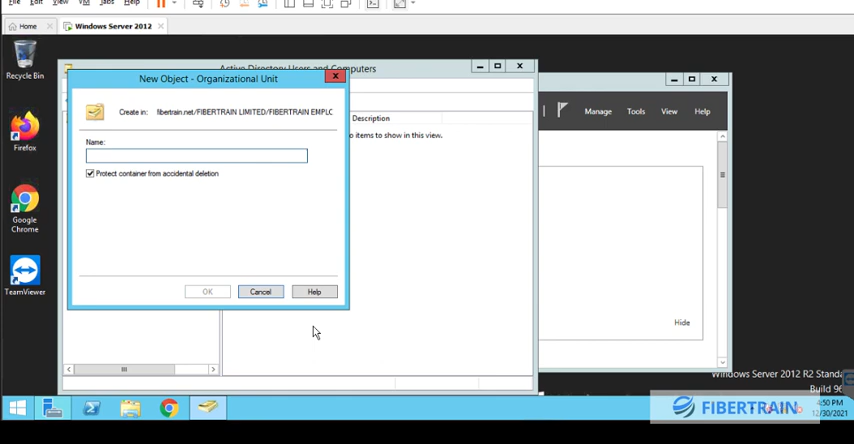 File Edit View VM Tabs Help
Home
Windows Server 2012
Recycle Bin
Firefox
Google
Chrome
TeamViewer
Active Directory Users and Computers
New Object - Organizational Unit
Create in: fibertrain.net/FIBERTRAIN LIMITED/FIBERTRAIN EMPLC
Name:
Protect container from accidental deletion
OK Cancel Help
Description
o items to show in this view.
Manage Tools View Help
Hide
Windows Server 2012 R2 Standa
Build 96
FIBERTRAIN
4:50 PM
12/30/2021